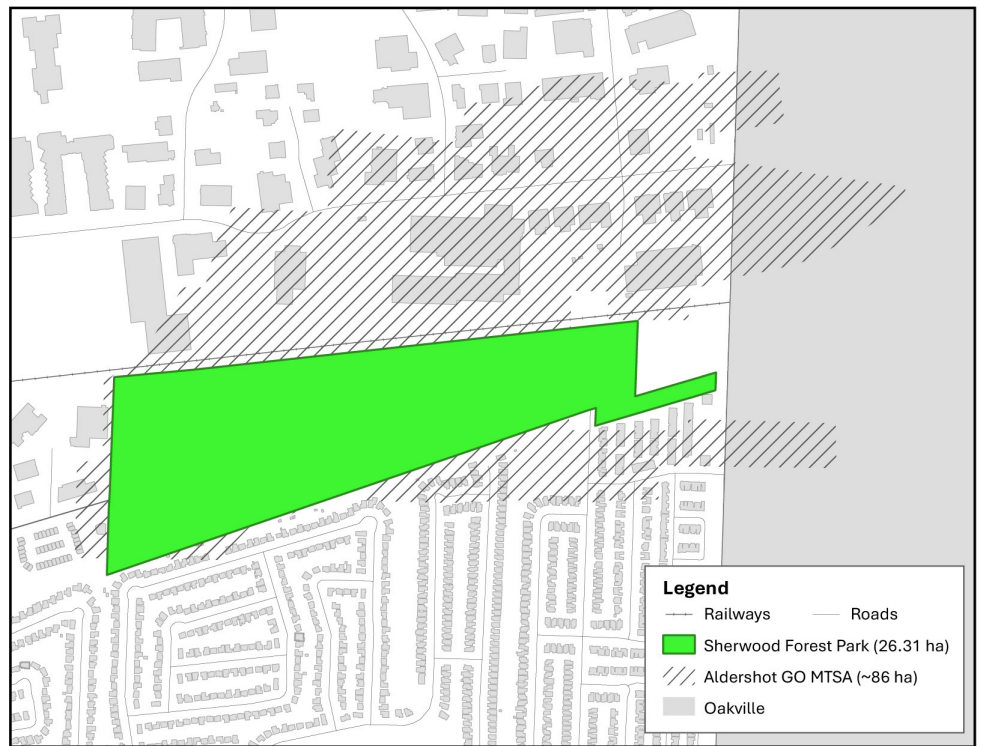 Legend
Railways
Roads
Sherwood Forest Park (26.31 ha)
Aldershot GO MTSA (~86 ha)
Oakville